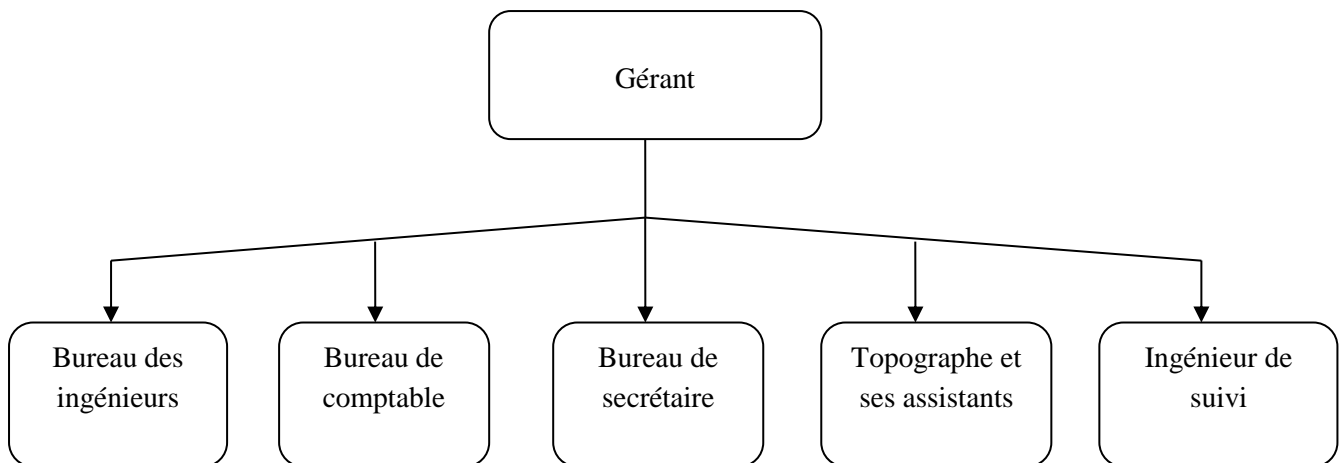 Gérant
Bureau des
ingénieurs
Bureau de
comptable
Bureau de
secrétaire
Topographe et
ses assistants
Ingénieur de
suivi